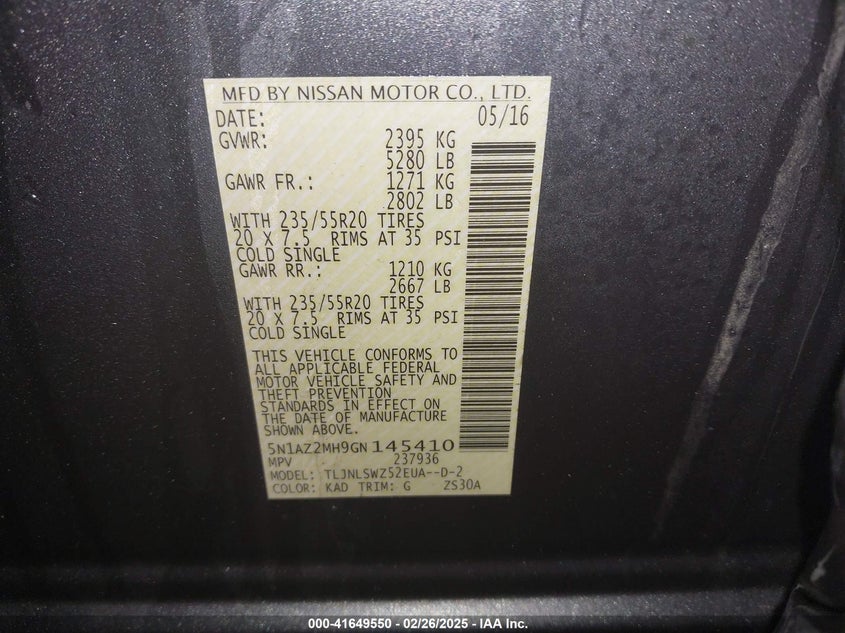 MFD BY NISSAN MOTOR CO., LTD.
DATE: 05/16
GVWR: 2395 KG
5280 LB
GAWR FR.: 1271 KG
2802 LB
WITH 235/55R20 TIRES
20 X 7.5 RIMS AT 35 PSI
COLD SINGLE
GAWR RR.: 1210 KG
2667 LB
WITH 235/55R20 TIRES
20 X 7.5 RIMS AT 35 PSI
COLD SINGLE
THIS VEHICLE CONFORMS TO
ALL APPLICABLE FEDERAL
MOTOR VEHICLE SAFETY AND
THEFT PREVENTION
STANDARDS IN EFFECT ON
THE DATE OF MANUFACTURE
SHOWN ABOVE.
5N1AZ2MH9GN145410
MPV 237936
MODEL: TLJNLSWZ52EUA--D-2
COLOR: KAD TRIM: G ZS30A
000-41649550 - 02/26/2025 - IAA Inc.